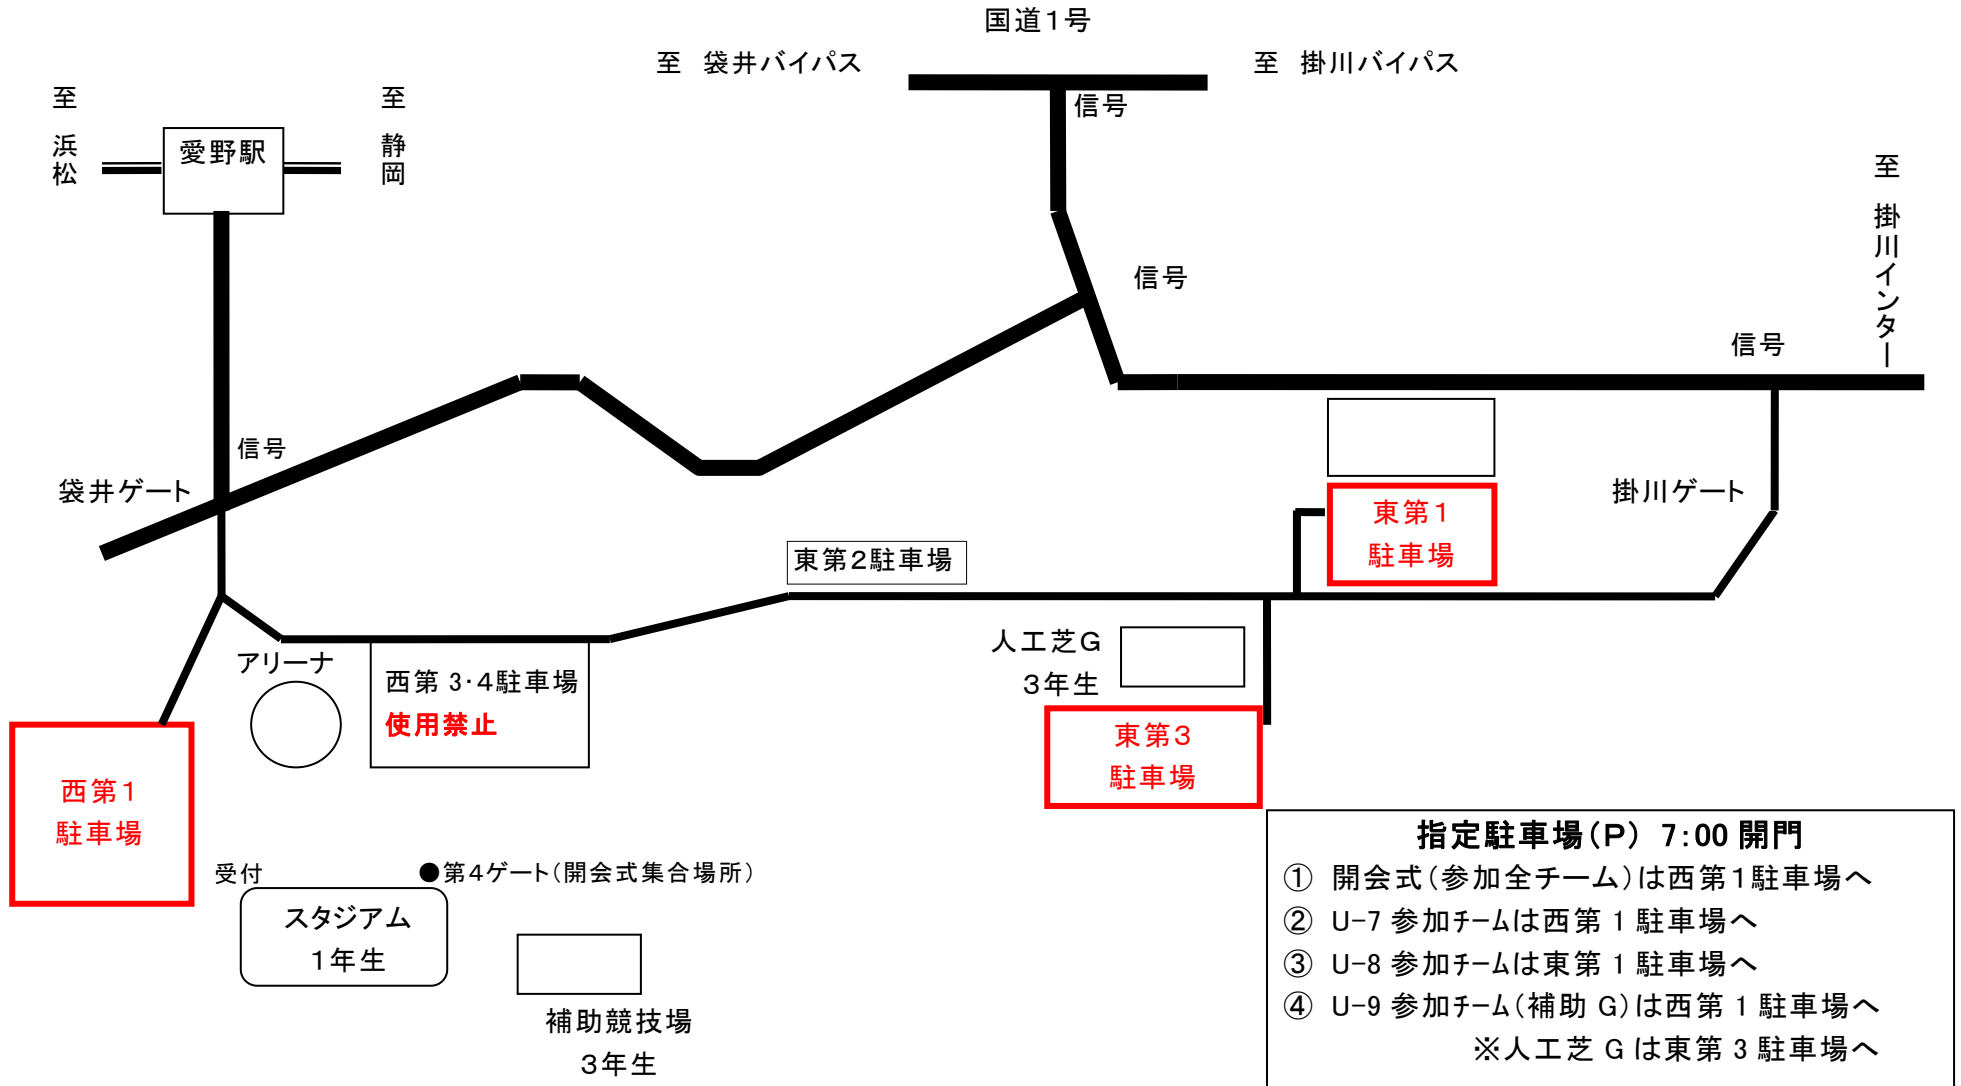 国道1号
至 袋井バイパス
至 掛川バイパス
信号
至 浜松
愛野駅
至 静岡
至 掛川インター
信号
信号
信号
袋井ゲート
掛川ゲート
東第1
駐車場
東第2駐車場
人工芝G
3年生
アリーナ
西第 3・4駐車場
使用禁止
東第3
駐車場
西第1
駐車場
受付
●第4ゲート(開会式集合場所)
スタジアム
1年生
補助競技場
3年生
指定駐車場(P) 7:00 開門
① 開会式(参加全チーム)は西第1駐車場へ
② U-7 参加チームは西第 1 駐車場へ
③ U-8 参加チームは東第 1 駐車場へ
④ U-9 参加チーム(補助 G)は西第 1 駐車場へ
※人工芝 G は東第 3 駐車場へ